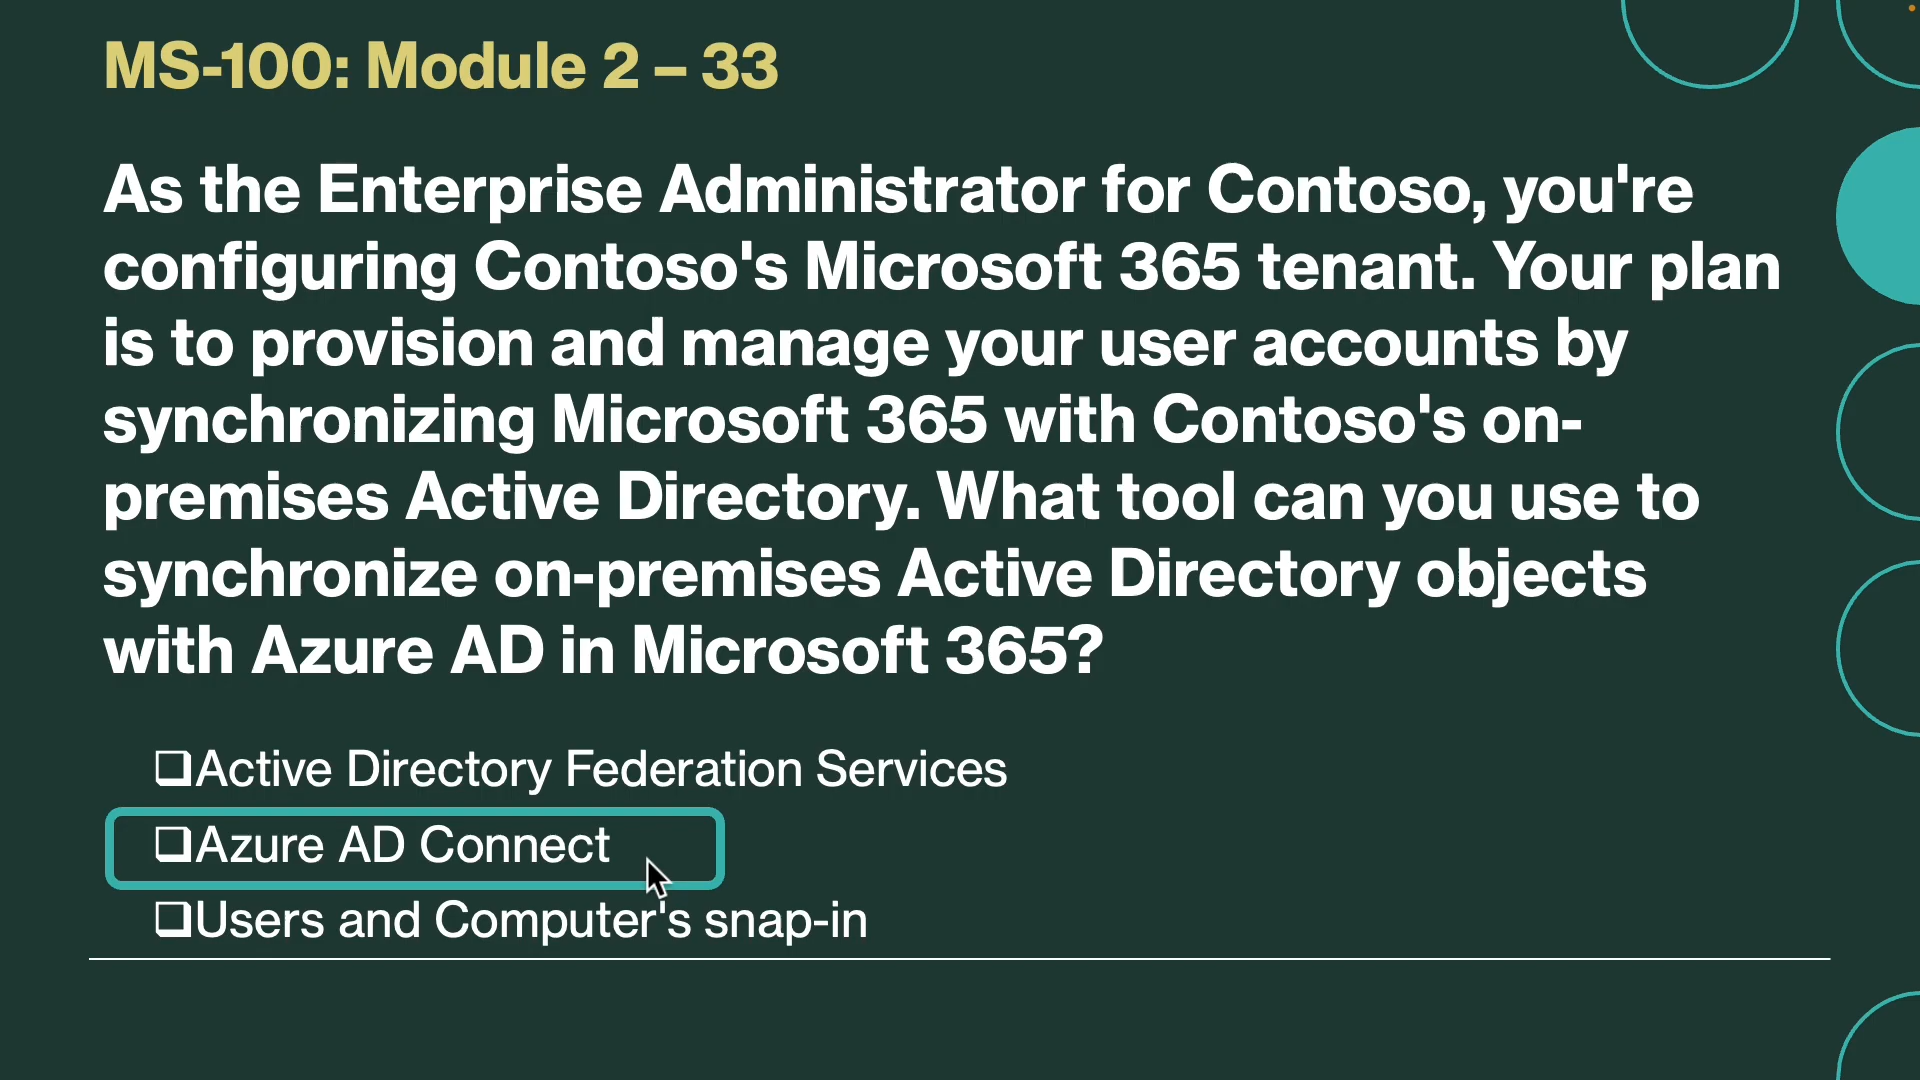 MS-100: Module 2 – 33
As the Enterprise Administrator for Contoso, you're
configuring Contoso's Microsoft 365 tenant. Your plan
is to provision and manage your user accounts by
synchronizing Microsoft 365 with Contoso's on-
premises Active Directory. What tool can you use to
synchronize on-premises Active Directory objects
with Azure AD in Microsoft 365?
❑Active Directory Federation Services
❑Azure AD Connect
❑Users and Computer's snap-in